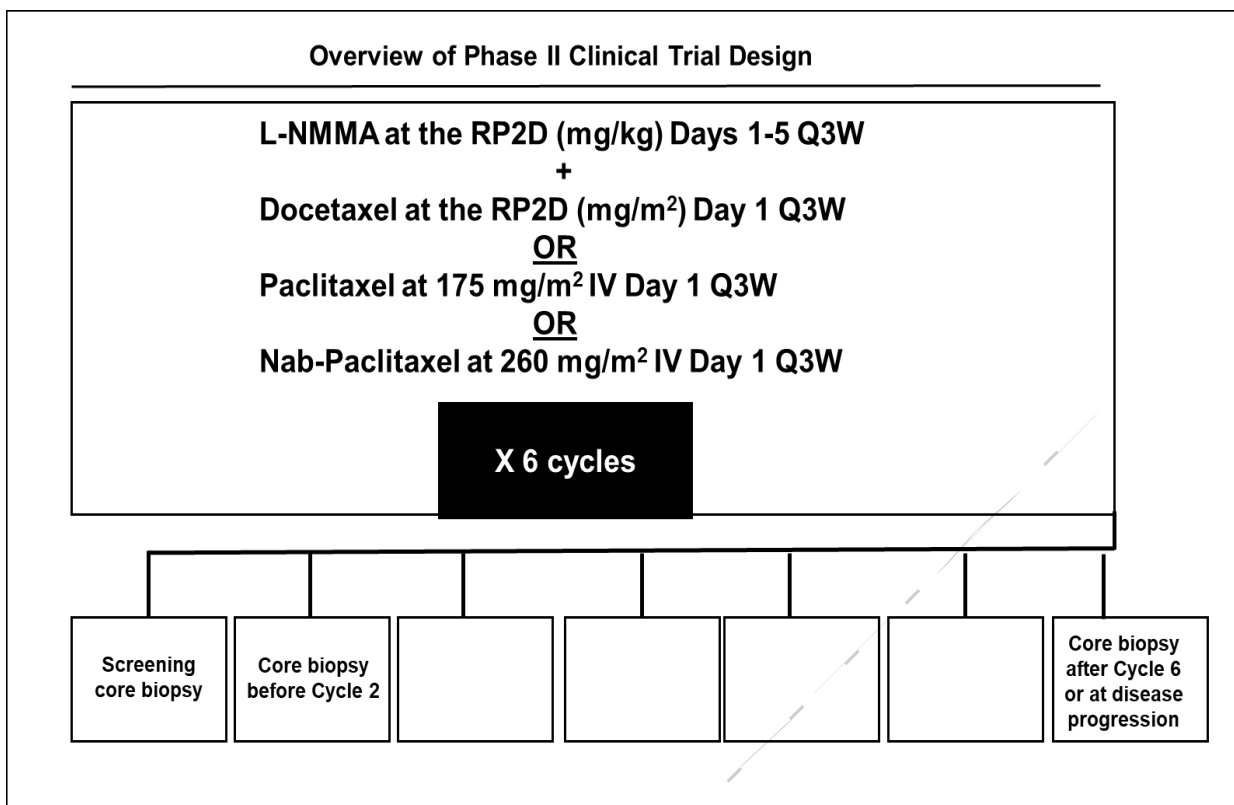 Overview of Phase II Clinical Trial Design
L-NMMA at the RP2D (mg/kg) Days 1-5 Q3W
+
Docetaxel at the RP2D (mg/m²) Day 1 Q3W
OR
Paclitaxel at 175 mg/m² IV Day 1 Q3W
OR
Nab-Paclitaxel at 260 mg/m² IV Day 1 Q3W
X 6 cycles
Screening
core biopsy
Core biopsy
before Cycle 2
Core biopsy
after Cycle 6
or at disease
progression